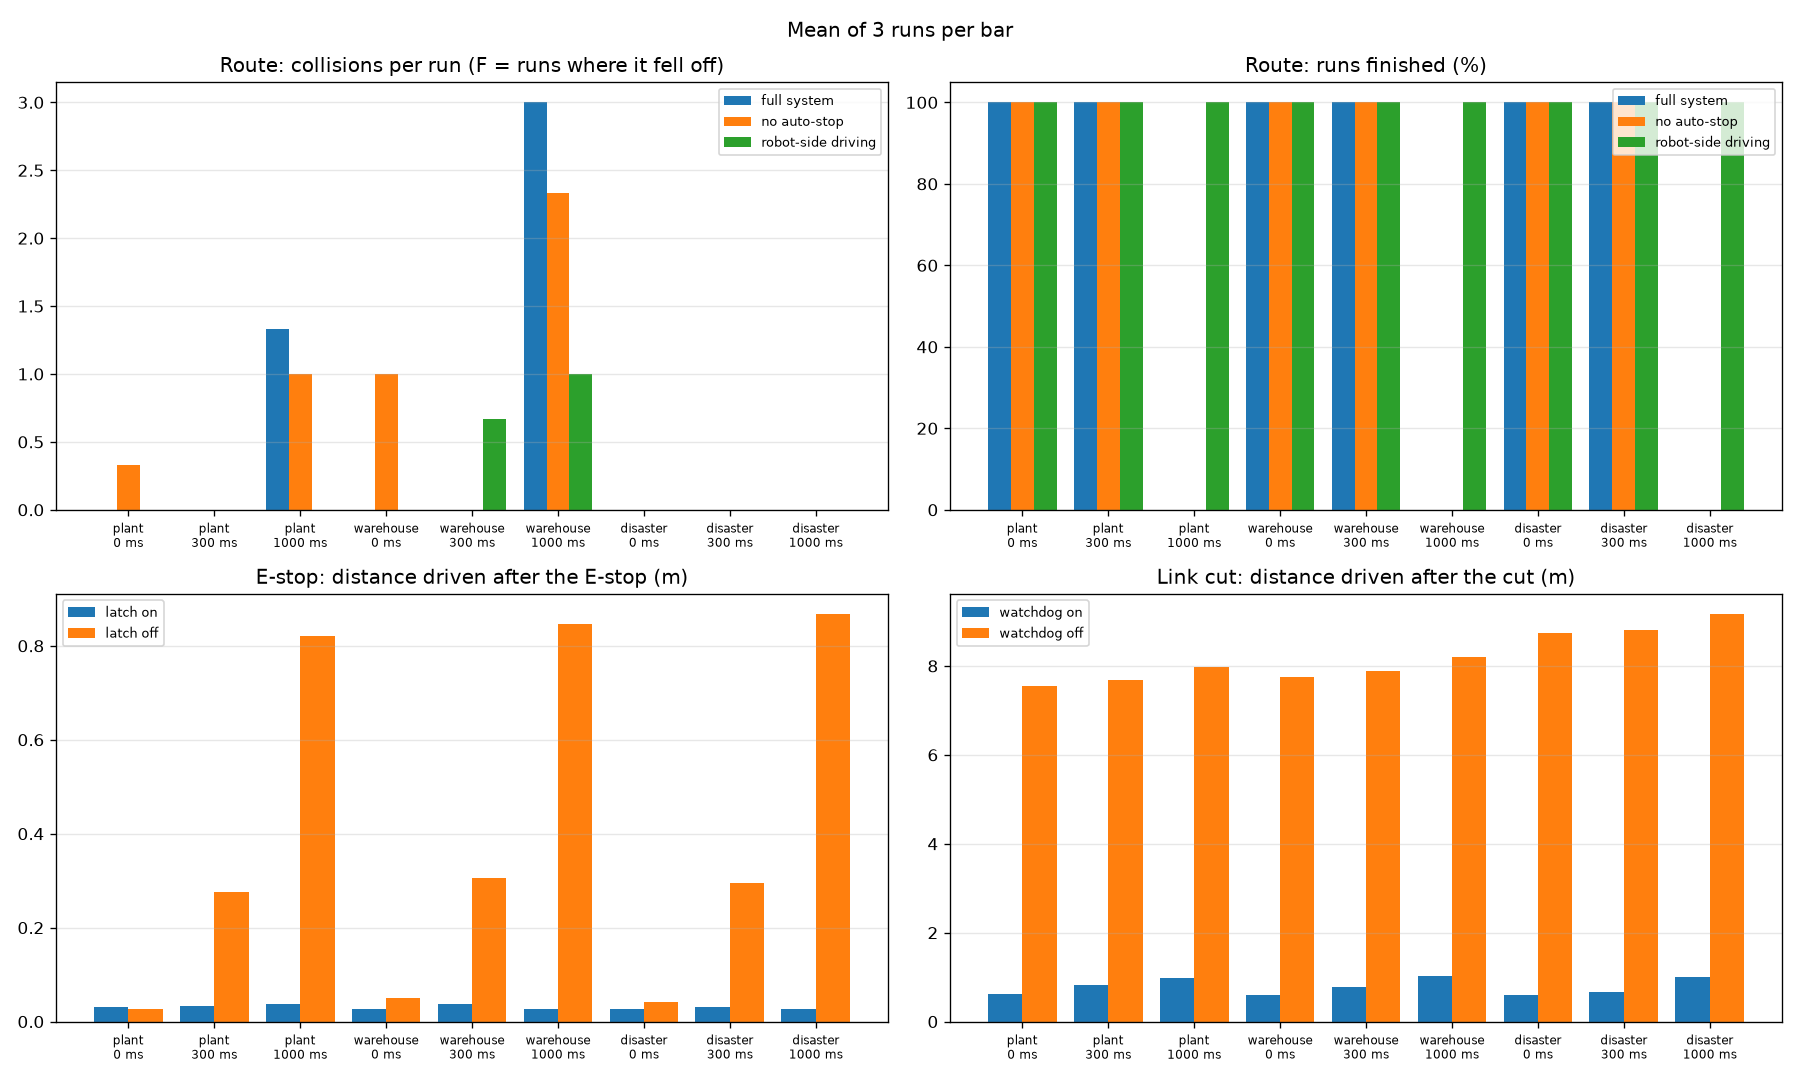 Mean of 3 runs per bar
Route: collisions per run (F = runs where it fell off)
3.0
2.5
2.0
1.5
1.0
0.5
0.0
full system
no auto-stop
robot-side driving
plant
0 ms
plant
300 ms
plant
1000 ms
warehouse
0 ms
warehouse
300 ms
warehouse
1000 ms
disaster
0 ms
disaster
300 ms
disaster
1000 ms
Route: runs finished (%)
100
80
60
40
20
0
full system
no auto-stop
robot-side driving
plant
0 ms
plant
300 ms
plant
1000 ms
warehouse
0 ms
warehouse
300 ms
warehouse
1000 ms
disaster
0 ms
disaster
300 ms
disaster
1000 ms
E-stop: distance driven after the E-stop (m)
0.8
0.6
0.4
0.2
0.0
latch on
latch off
plant
0 ms
plant
300 ms
plant
1000 ms
warehouse
0 ms
warehouse
300 ms
warehouse
1000 ms
disaster
0 ms
disaster
300 ms
disaster
1000 ms
Link cut: distance driven after the cut (m)
8
6
4
2
0
watchdog on
watchdog off
plant
0 ms
plant
300 ms
plant
1000 ms
warehouse
0 ms
warehouse
300 ms
warehouse
1000 ms
disaster
0 ms
disaster
300 ms
disaster
1000 ms